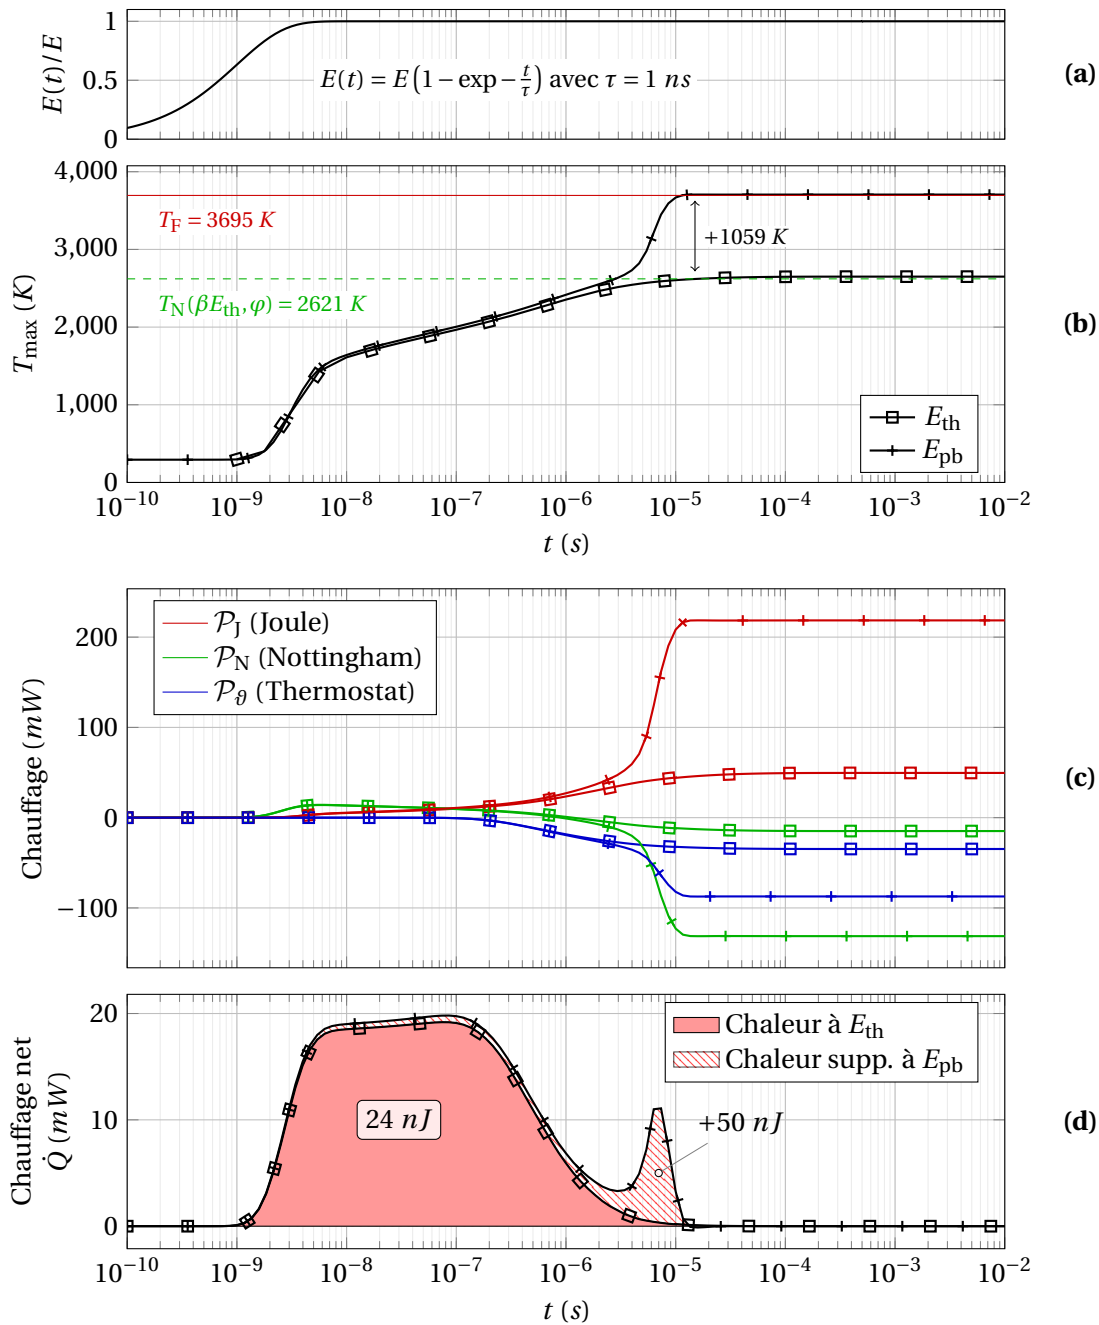 1
0.5
0
E(t)/E
E(t) = E(1 − exp − t/τ) avec τ = 1 ns
(a)
4,000
3,000
2,000
1,000
0
T_max (K)
T_F = 3695 K
+1059 K
T_N(βE_th, φ) = 2621 K
E_th
E_pb
(b)
10⁻¹⁰ 10⁻⁹ 10⁻⁸ 10⁻⁷ 10⁻⁶ 10⁻⁵ 10⁻⁴ 10⁻³ 10⁻²
t (s)
200
100
0
−100
Chauffage (mW)
𝒫_J (Joule)
𝒫_N (Nottingham)
𝒫_ϑ (Thermostat)
(c)
20
10
0
Chauffage net
Q̇ (mW)
Chaleur à E_th
Chaleur supp. à E_pb
24 nJ
+50 nJ
(d)
10⁻¹⁰ 10⁻⁹ 10⁻⁸ 10⁻⁷ 10⁻⁶ 10⁻⁵ 10⁻⁴ 10⁻³ 10⁻²
t (s)